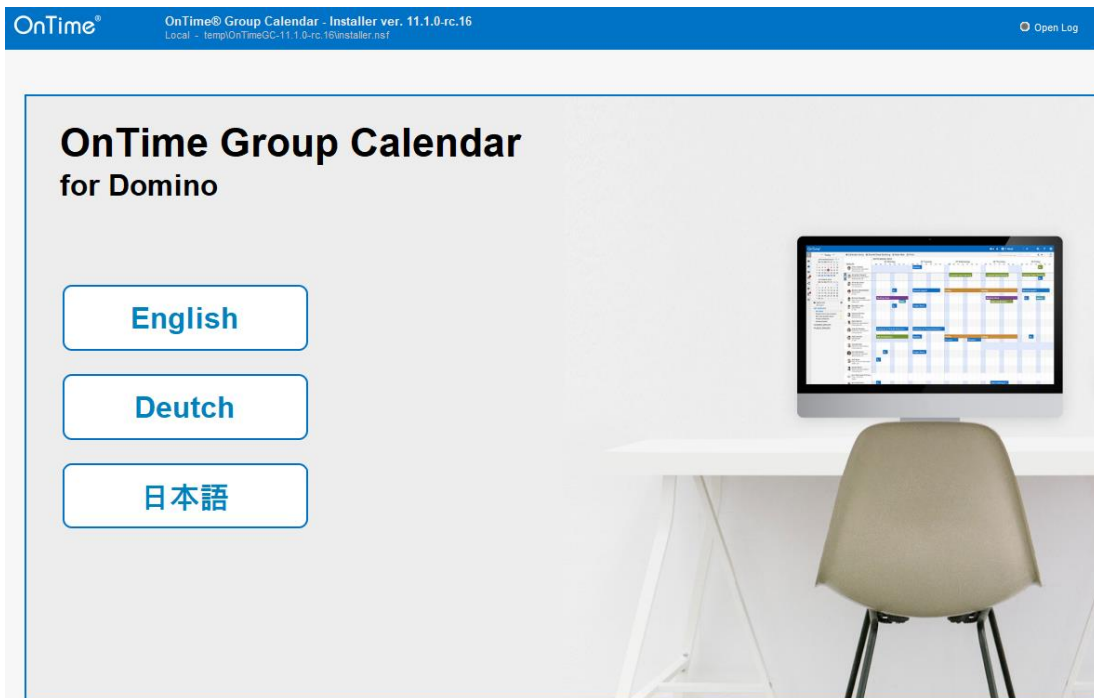 OnTime®
OnTime® Group Calendar - Installer ver. 11.1.0-rc.16
Local - temp\OnTimeGC-11.1.0-rc.16\installer.nsf
Open Log
OnTime Group Calendar
for Domino
English
Deutch
日本語